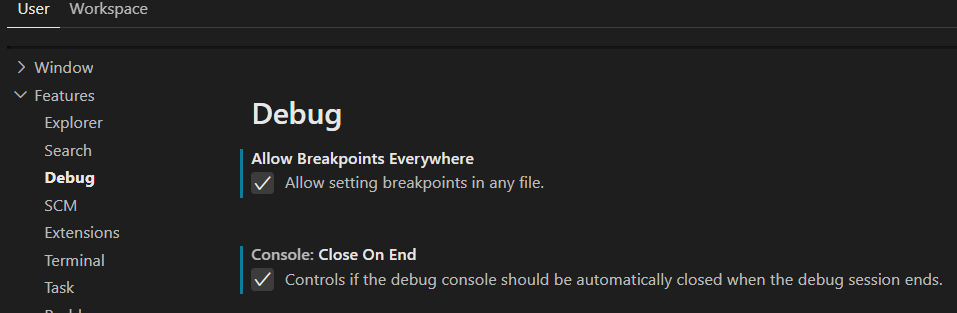 User Workspace
Window
Features
Explorer
Search
Debug
SCM
Extensions
Terminal
Task
Debug
Allow Breakpoints Everywhere
Allow setting breakpoints in any file.
Console: Close On End
Controls if the debug console should be automatically closed when the debug session ends.